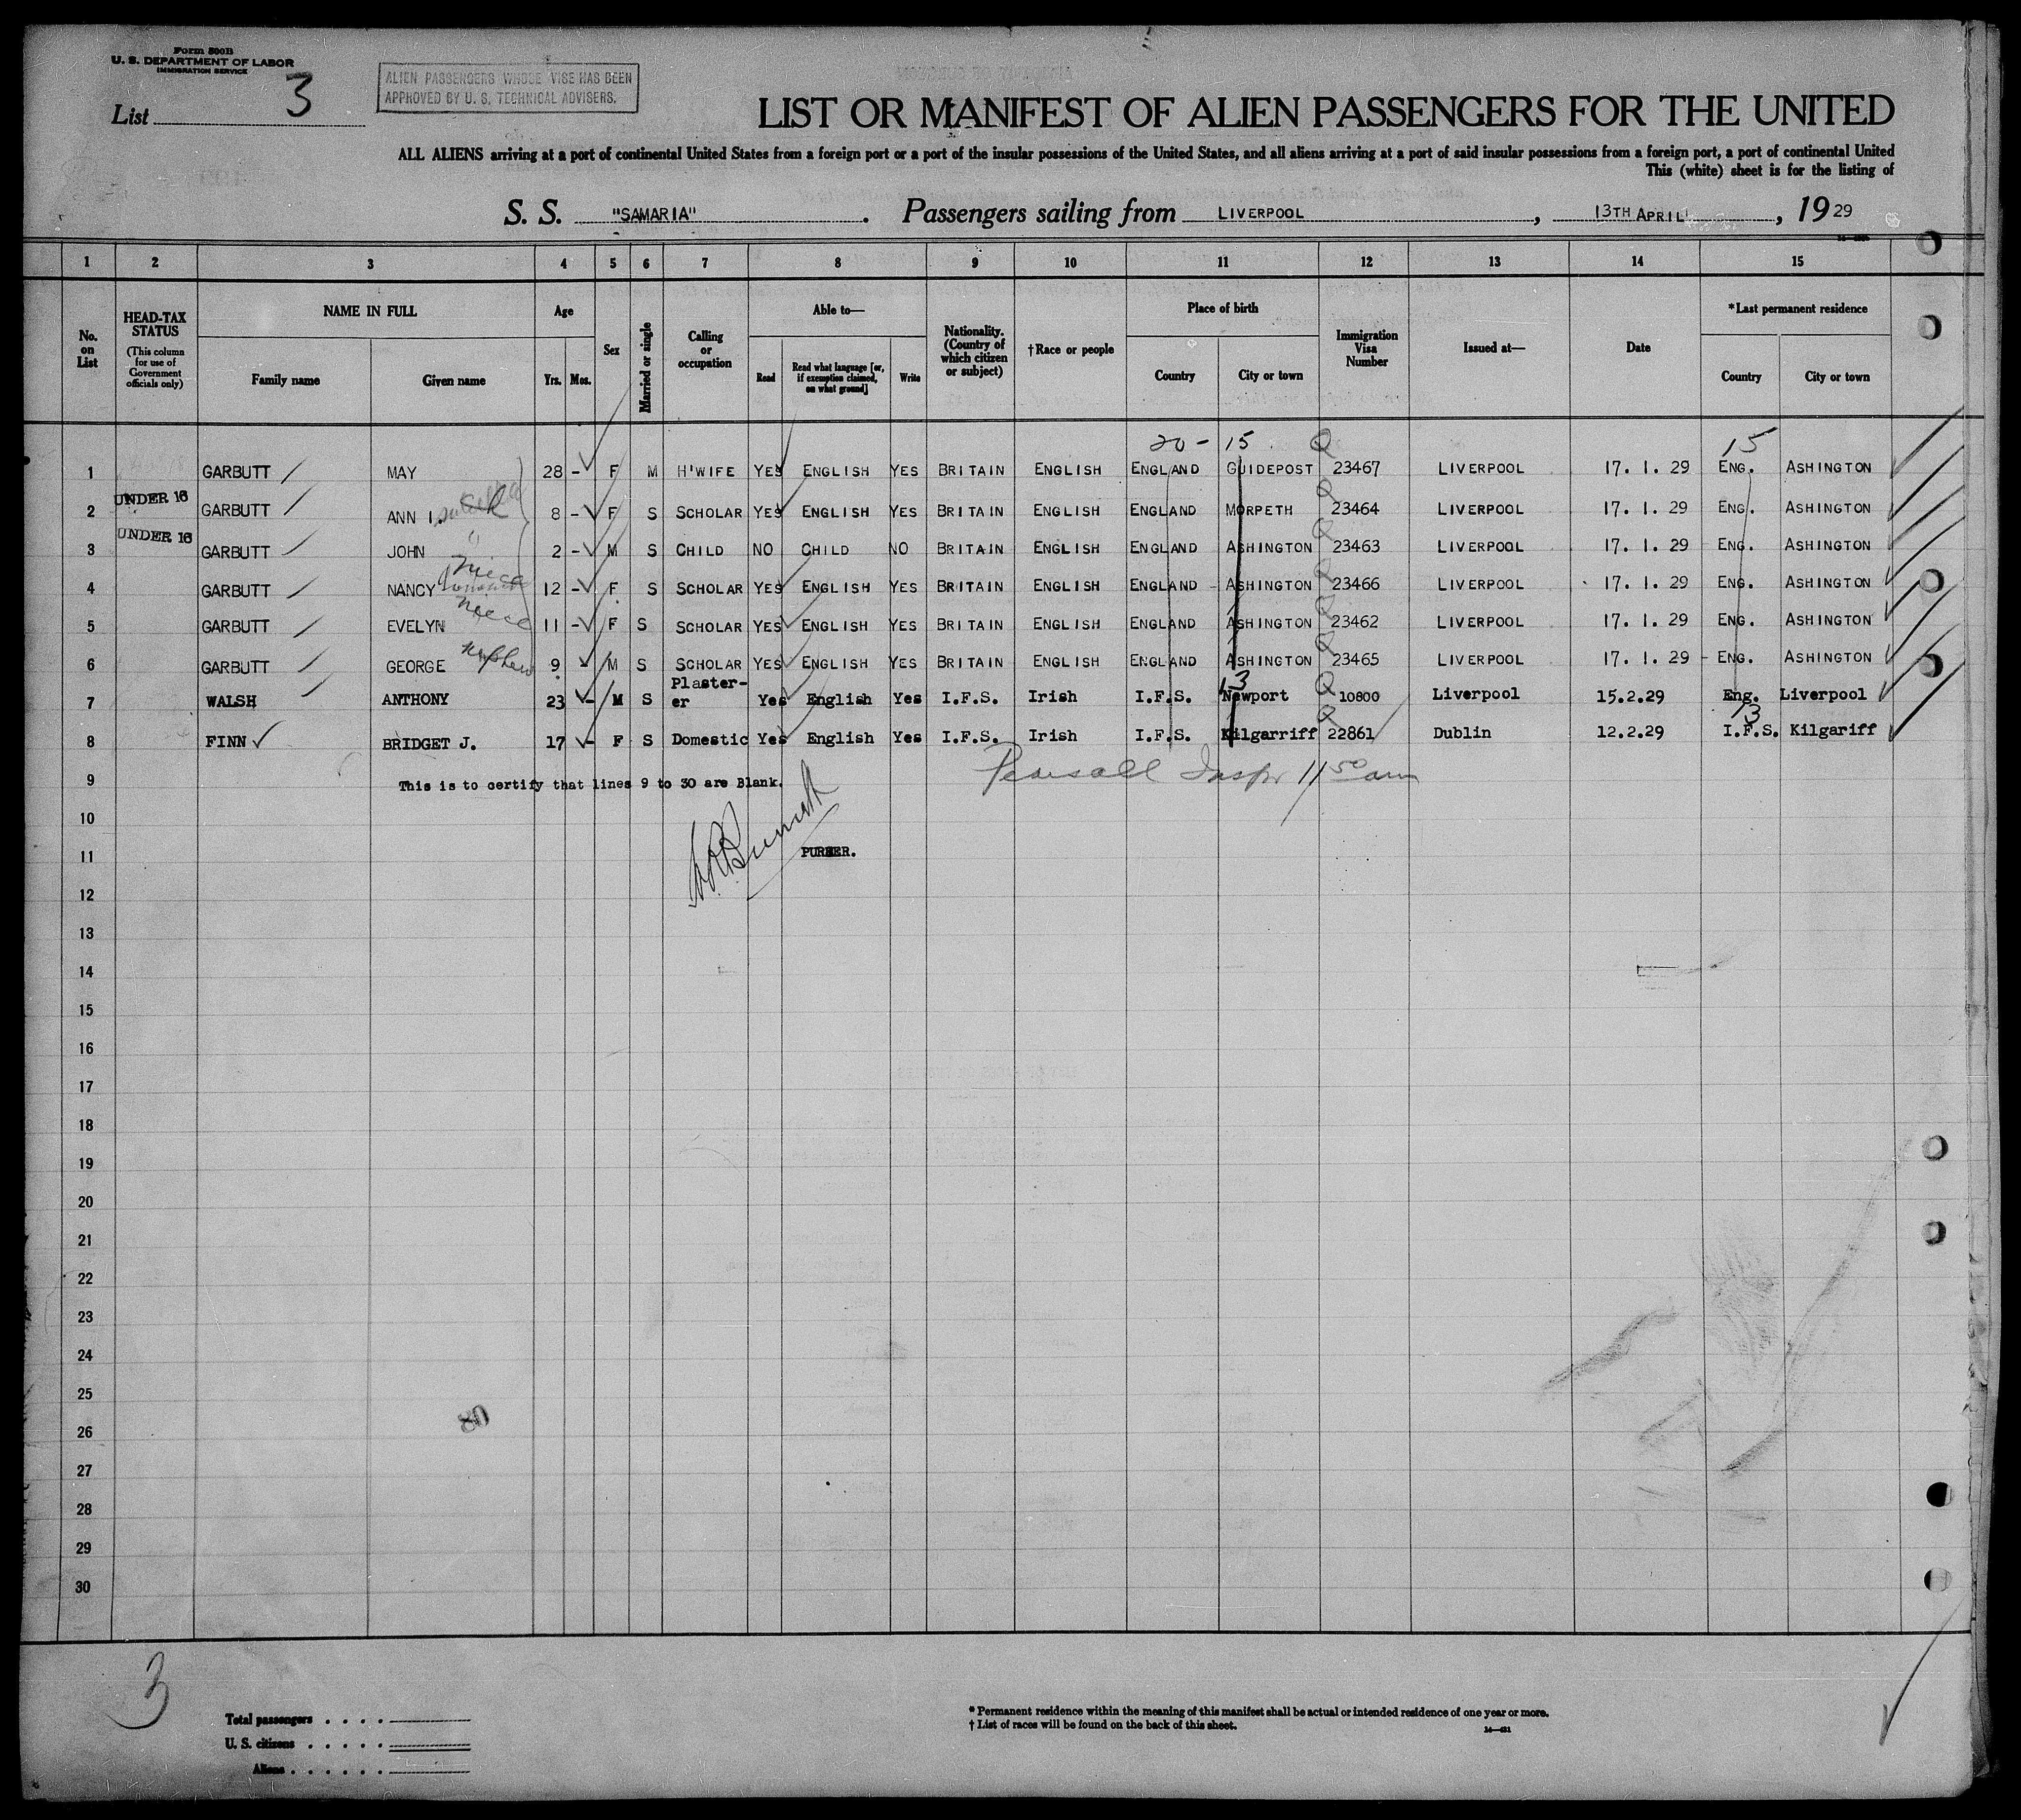 Form 500B
U. S. DEPARTMENT OF LABOR
IMMIGRATION SERVICE
List 3
ALIEN PASSENGERS WHOSE VISE HAS BEEN
APPROVED BY U. S. TECHNICAL ADVISERS.
LIST OR MANIFEST OF ALIEN PASSENGERS FOR THE UNITED
ALL ALIENS arriving at a port of continental United States from a foreign port or a port of the insular possessions of the United States, and all aliens arriving at a port of said insular possessions from a foreign port, a port of continental United
This (white) sheet is for the listing of
S. S. "SAMARIA". Passengers sailing from LIVERPOOL, 13TH APRIL, 1929
1 2 3 4 5 6 7 8 9 10 11 12 13 14 15
No. on List
HEAD-TAX STATUS
(This column for use of Government officials only)
NAME IN FULL
Family name
Given name
Age
Yrs. Mos.
Sex
Married or single
Calling or occupation
Able to—
Read
Read what language [or, if exemption claimed, on what ground]
Write
Nationality. (Country of which citizen or subject)
†Race or people
Place of birth
Country
City or town
Immigration Visa Number
Issued at—
Date
*Last permanent residence
Country
City or town
20 - 15 Q 15
1 GARBUTT MAY 28 - F M H'WIFE YES ENGLISH YES BRITAIN ENGLISH ENGLAND GUIDEPOST 23467 LIVERPOOL 17. 1. 29 ENG. ASHINGTON
UNDER 16
2 GARBUTT ANN I. 8 - F S SCHOLAR YES ENGLISH YES BRITAIN ENGLISH ENGLAND MORPETH Q 23464 LIVERPOOL 17. 1. 29 ENG. ASHINGTON
UNDER 16
3 GARBUTT JOHN 2 - M S CHILD NO CHILD NO BRITAIN ENGLISH ENGLAND ASHINGTON Q 23463 LIVERPOOL 17. 1. 29 ENG. ASHINGTON
niece
4 GARBUTT NANCY 12 - F S SCHOLAR YES ENGLISH YES BRITAIN ENGLISH ENGLAND - ASHINGTON Q 23466 LIVERPOOL 17. 1. 29 ENG. ASHINGTON
neece
5 GARBUTT EVELYN 11 - F S SCHOLAR YES ENGLISH YES BRITAIN ENGLISH ENGLAND ASHINGTON Q 23462 LIVERPOOL 17. 1. 29 ENG. ASHINGTON
nephew
6 GARBUTT GEORGE 9 - M S SCHOLAR YES ENGLISH YES BRITAIN ENGLISH ENGLAND ASHINGTON Q 23465 LIVERPOOL 17. 1. 29 - ENG. ASHINGTON
13
7 WALSH ANTHONY 23 - M S Plaster-er Yes English Yes I.F.S. Irish I.F.S. Newport Q 10800 Liverpool 15.2.29 Eng. Liverpool
13
8 FINN BRIDGET J. 17 - F S Domestic Yes English Yes I.F.S. Irish I.F.S. Kilgarriff Q 22861 Dublin 12.2.29 I.F.S. Kilgariff
9 This is to certify that lines 9 to 30 are Blank. Pearsall Inspr 11 50 am
10
11 PURSER.
12
13
14
15
16
17
18
19
20
21
22
23
24
25
26
27
28
29
30
3
Total passengers . . . .
U. S. citizens . . . . .
Aliens . . . . . .
* Permanent residence within the meaning of this manifest shall be actual or intended residence of one year or more.
† List of races will be found on the back of this sheet.